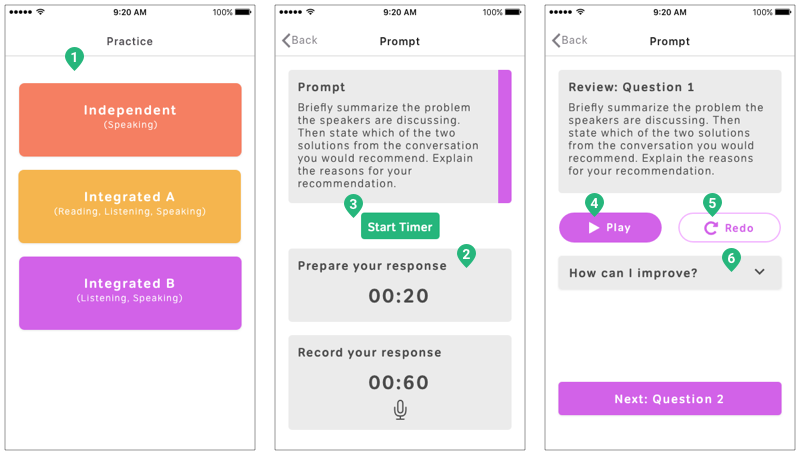 9:20 AM
100%
Practice
1
Independent
(Speaking)
Integrated A
(Reading, Listening, Speaking)
Integrated B
(Listening, Speaking)
9:20 AM
100%
Back
Prompt
Prompt
Briefly summarize the problem
the speakers are discussing.
Then state which of the two
solutions from the conversation
you would recommend. Explain
the reasons for your
recommendation.
3
Start Timer
2
Prepare your response
00:20
Record your response
00:60
9:20 AM
100%
Back
Prompt
Review: Question 1
Briefly summarize the problem
the speakers are discussing. Then
state which of the two solutions
from the conversation you would
recommend. Explain the reasons
for your recommendation.
4
5
Play
Redo
6
How can I improve?
Next: Question 2